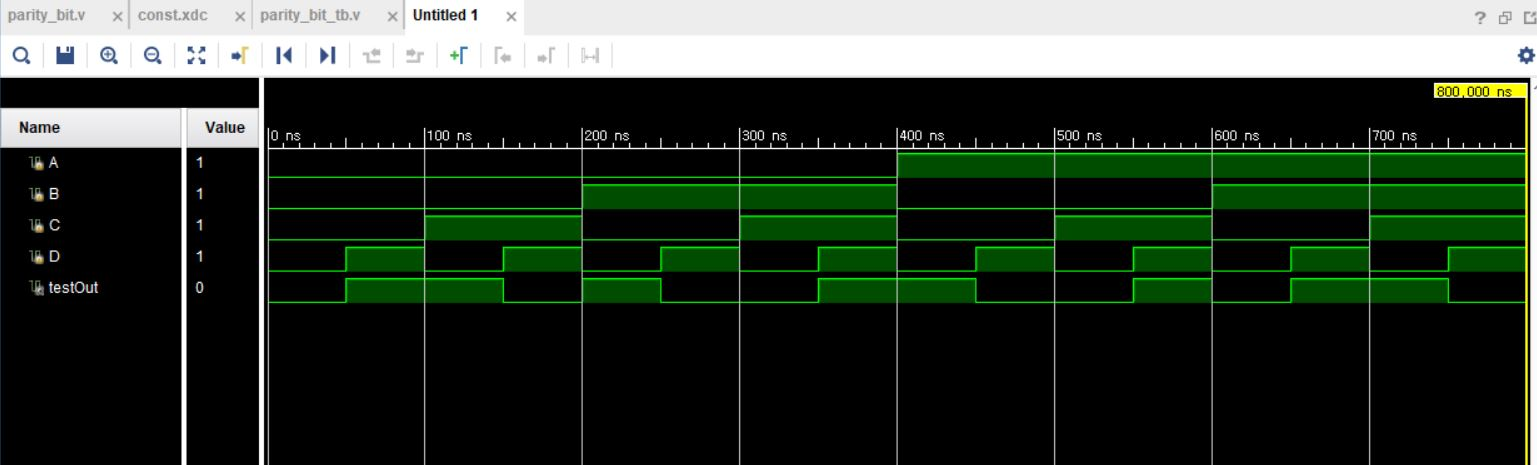 parity_bit.v × const.xdc × parity_bit_tb.v × Untitled 1 ×
800,000 ns
Name Value
0 ns 100 ns 200 ns 300 ns 400 ns 500 ns 600 ns 700 ns
A 1
B 1
C 1
D 1
testOut 0